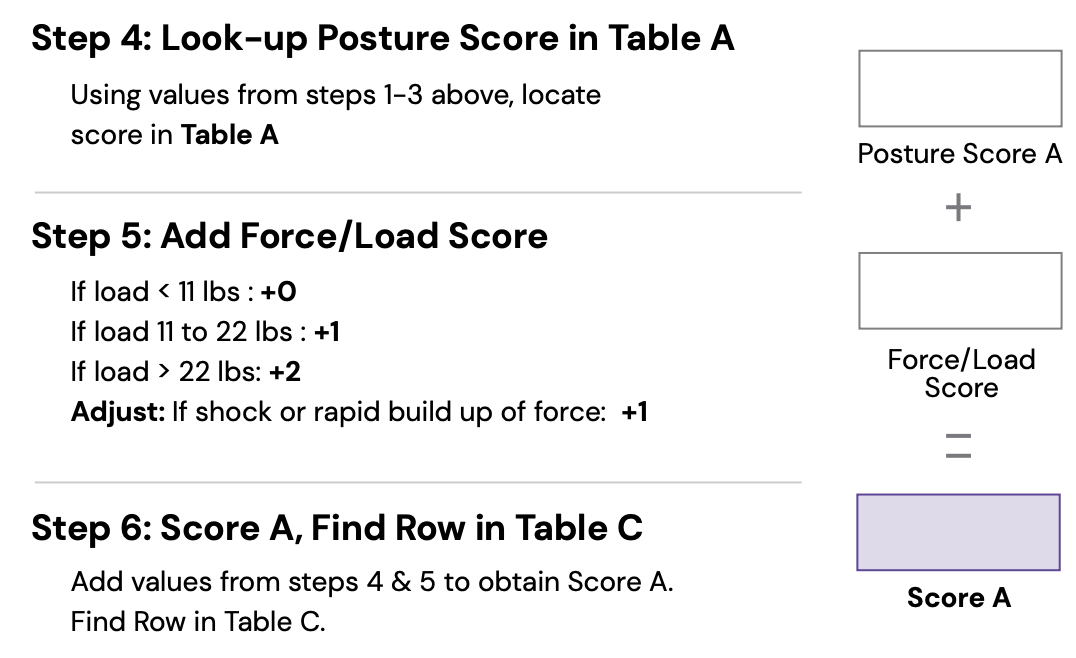 Step 4: Look-up Posture Score in Table A
Using values from steps 1-3 above, locate
score in Table A
Posture Score A
+
Step 5: Add Force/Load Score
If load < 11 lbs : +0
If load 11 to 22 lbs : +1
If load > 22 lbs: +2
Adjust: If shock or rapid build up of force: +1
Force/Load
Score
=
Step 6: Score A, Find Row in Table C
Add values from steps 4 & 5 to obtain Score A.
Find Row in Table C.
Score A